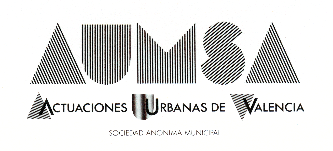 AUMSA
ACTUACIONES URBANAS DE VALENCIA
SOCIEDAD ANONIMA MUNICIPAL